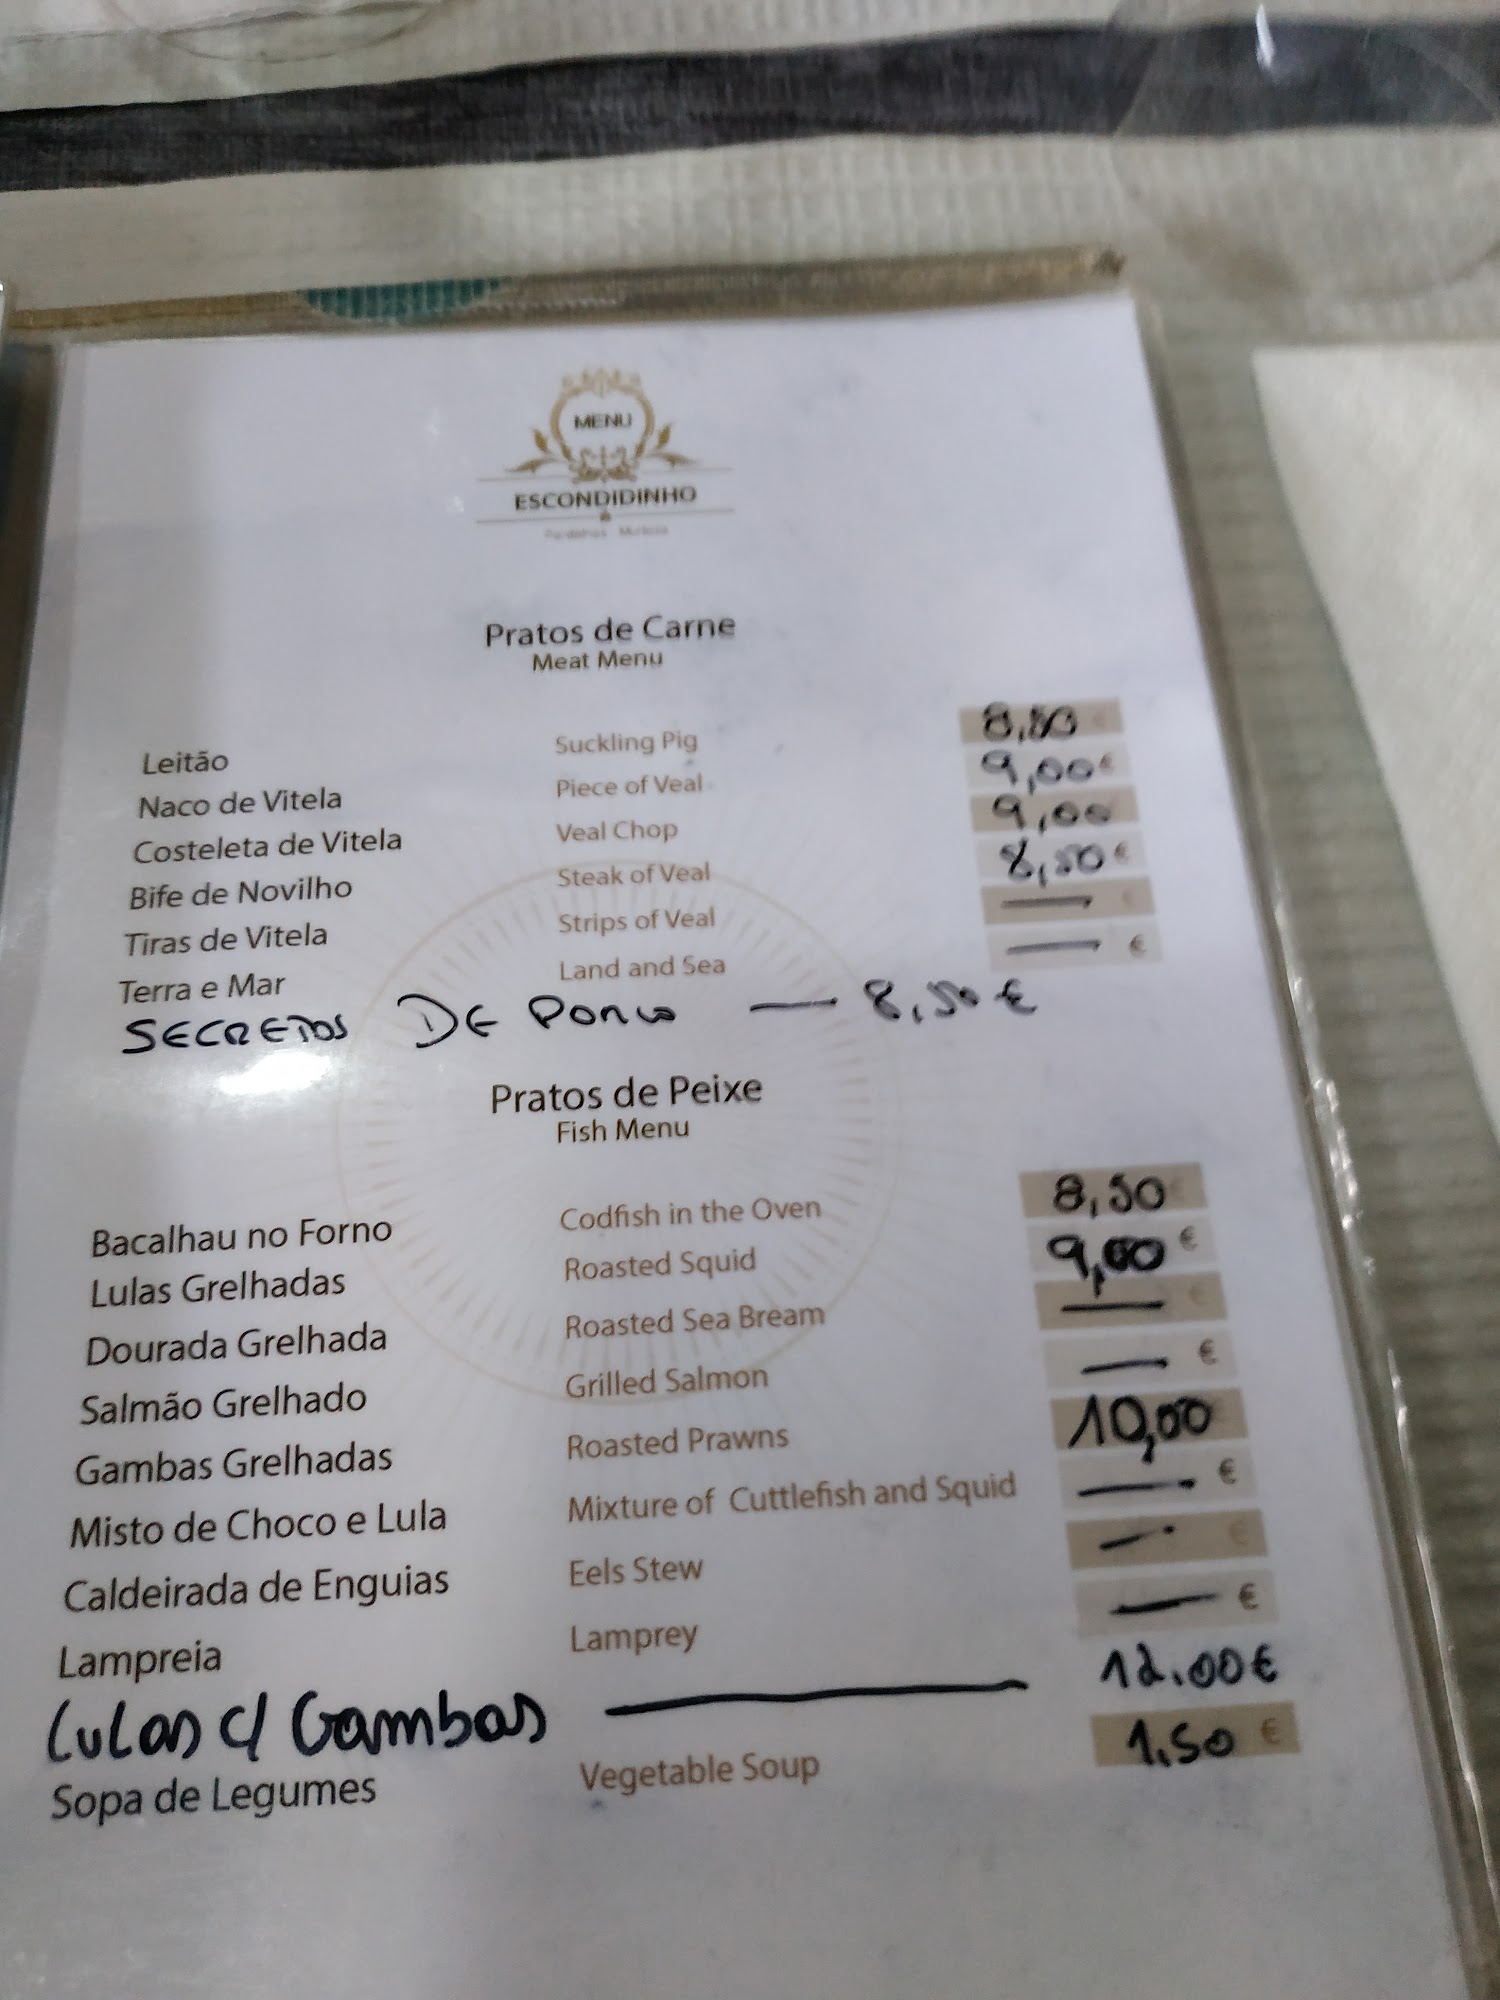 MENU
ESCONDIDINHO
Pratos de Carne
Meat Menu
Leitão Suckling Pig 8,50 €
Naco de Vitela Piece of Veal 9,00 €
Costeleta de Vitela Veal Chop 9,00
Bife de Novilho Steak of Veal 8,50 €
Tiras de Vitela Strips of Veal — €
Terra e Mar Land and Sea — €
SECRETOS DE PORCO — 8,50 €
Pratos de Peixe
Fish Menu
Bacalhau no Forno Codfish in the Oven 8,50 €
Lulas Grelhadas Roasted Squid 9,00 €
Dourada Grelhada Roasted Sea Bream — €
Salmão Grelhado Grilled Salmon — €
Gambas Grelhadas Roasted Prawns 10,00
Misto de Choco e Lula Mixture of Cuttlefish and Squid — €
Caldeirada de Enguias Eels Stew — €
Lampreia Lamprey — €
Lulas c/ Gambas — 12.00 €
Sopa de Legumes Vegetable Soup 1.50 €